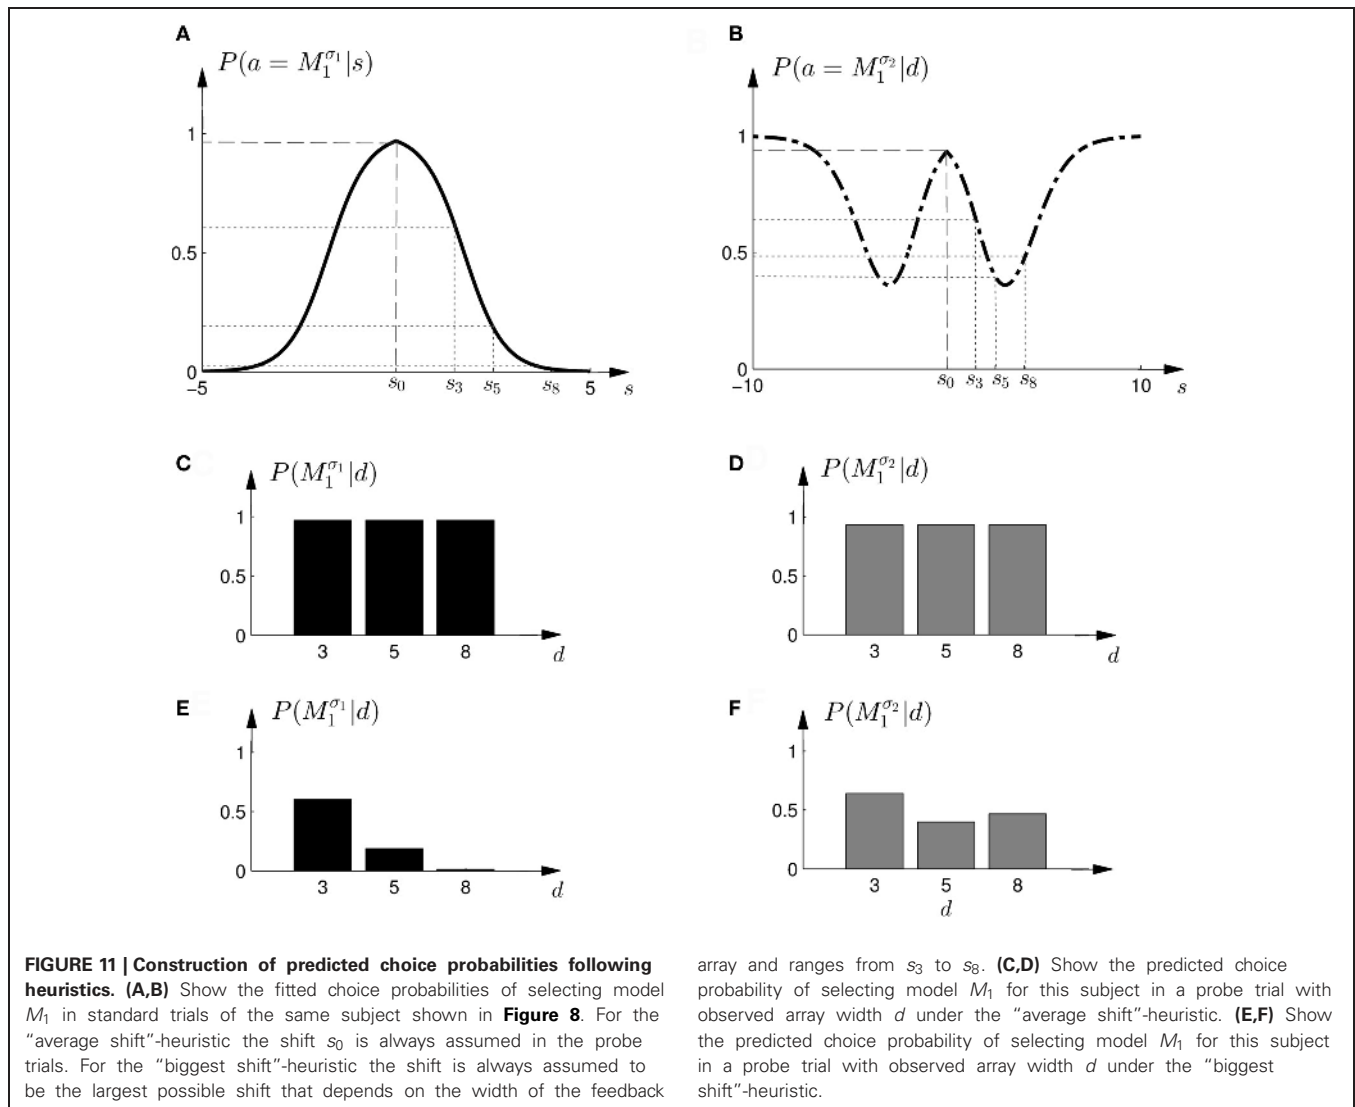 A
P(a = M_1^{σ_1}|s)
1
0.5
0
−5
s_0
s_3
s_5
s_8
5
s
B
P(a = M_1^{σ_2}|d)
1
0.5
0
−10
s_0
s_3
s_5
s_8
10
s
C
P(M_1^{σ_1}|d)
1
0.5
0
3
5
8
d
D
P(M_1^{σ_2}|d)
1
0.5
0
3
5
8
d
E
P(M_1^{σ_1}|d)
1
0.5
0
3
5
8
d
F
P(M_1^{σ_2}|d)
1
0.5
0
3
5
8
d
FIGURE 11 | Construction of predicted choice probabilities following
heuristics. (A,B) Show the fitted choice probabilities of selecting model
M_1 in standard trials of the same subject shown in Figure 8. For the
“average shift”-heuristic the shift s_0 is always assumed in the probe
trials. For the “biggest shift”-heuristic the shift is always assumed to
be the largest possible shift that depends on the width of the feedback
array and ranges from s_3 to s_8. (C,D) Show the predicted choice
probability of selecting model M_1 for this subject in a probe trial with
observed array width d under the “average shift”-heuristic. (E,F) Show
the predicted choice probability of selecting model M_1 for this subject
in a probe trial with observed array width d under the “biggest
shift”-heuristic.